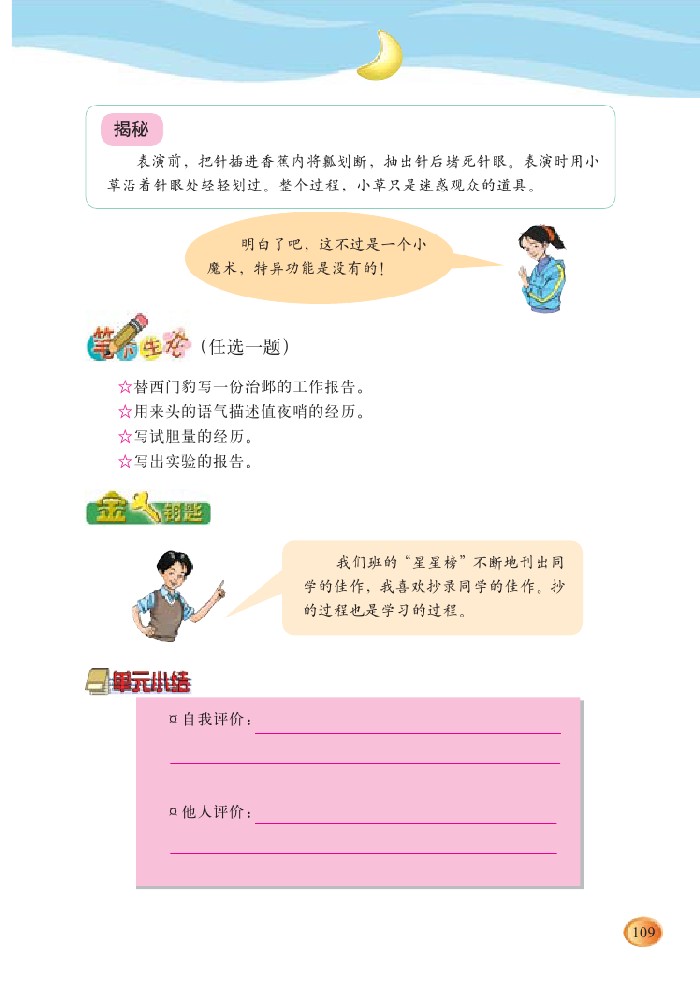 揭秘
表演前，把针插进香蕉内将瓤划断，抽出针后堵死针眼。表演时用小
草沿着针眼处轻轻划过。整个过程，小草只是迷惑观众的道具。
明白了吧，这不过是一个小
魔术，特异功能是没有的！
笔下生花（任选一题）
☆替西门豹写一份治邺的工作报告。
☆用来头的语气描述值夜哨的经历。
☆写试胆量的经历。
☆写出实验的报告。
金钥匙
我们班的“星星榜”不断地刊出同
学的佳作，我喜欢抄录同学的佳作。抄
的过程也是学习的过程。
单元小结
¤自我评价：
¤他人评价：
109